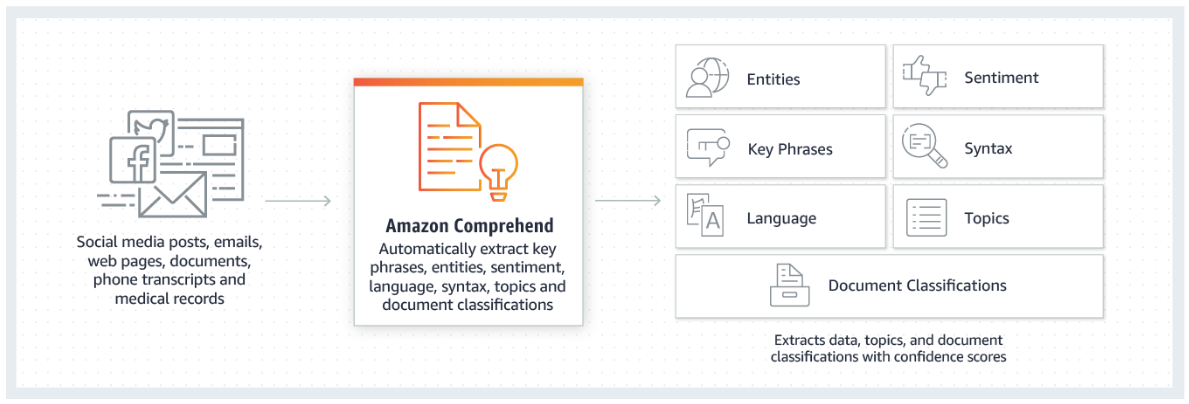 Social media posts, emails,
web pages, documents,
phone transcripts and
medical records
Amazon Comprehend
Automatically extract key
phrases, entities, sentiment,
language, syntax, topics and
document classifications
Entities
Sentiment
Key Phrases
Syntax
A
Language
Topics
Document Classifications
Extracts data, topics, and document
classifications with confidence scores